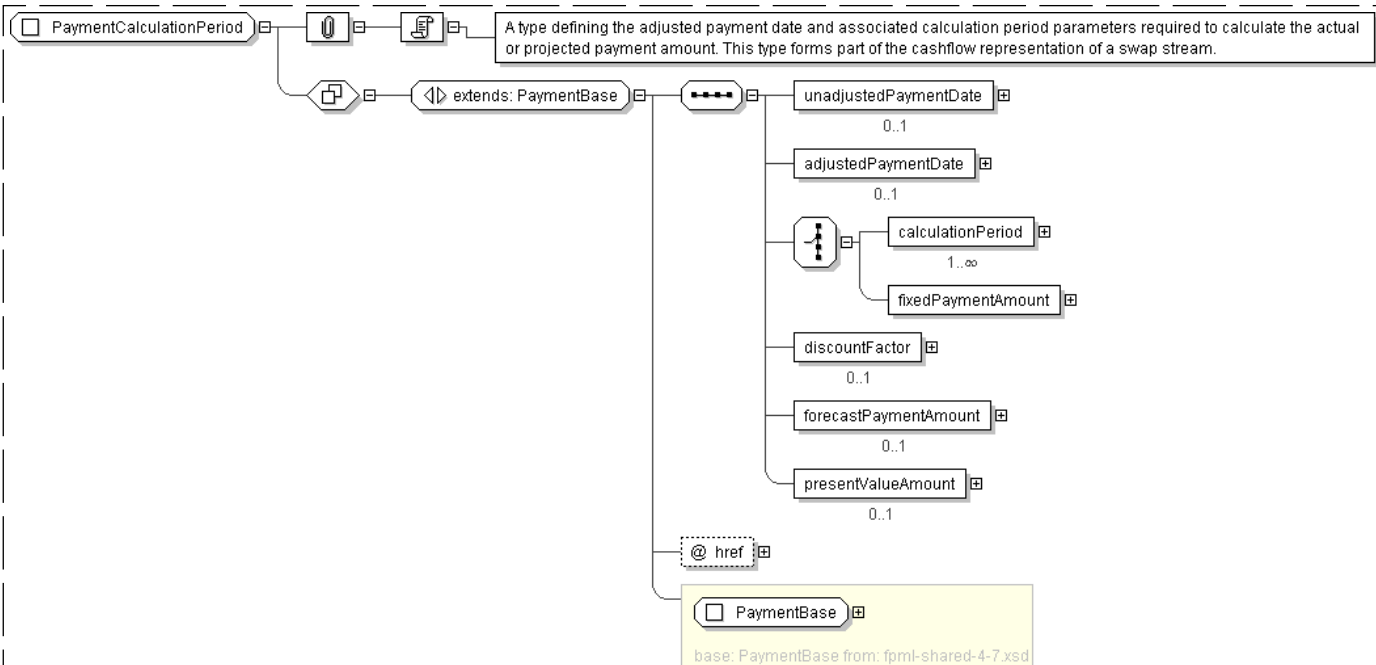 PaymentCalculationPeriod
A type defining the adjusted payment date and associated calculation period parameters required to calculate the actual
or projected payment amount. This type forms part of the cashflow representation of a swap stream.
extends: PaymentBase
unadjustedPaymentDate
0..1
adjustedPaymentDate
0..1
calculationPeriod
1..∞
fixedPaymentAmount
discountFactor
0..1
forecastPaymentAmount
0..1
presentValueAmount
0..1
@ href
PaymentBase
base: PaymentBase from: fpml-shared-4-7.xsd